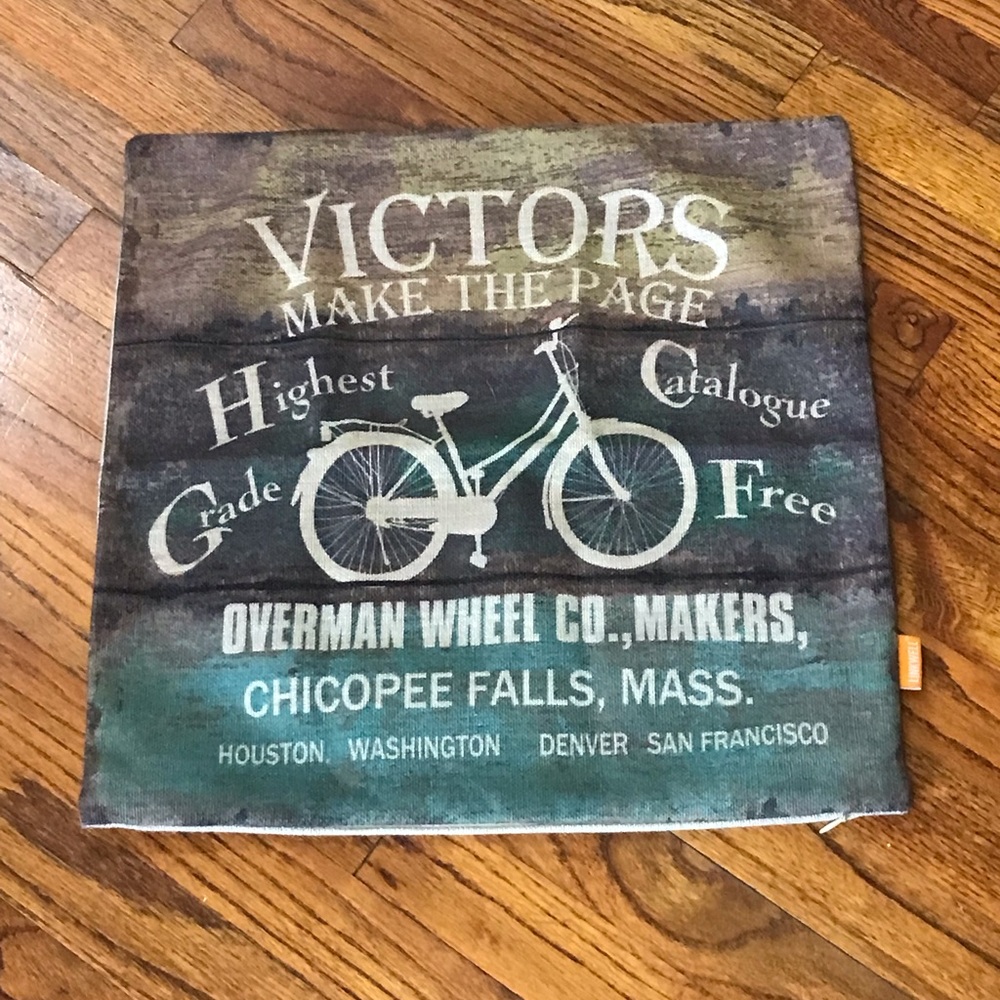 VICTORS
MAKE THE PAGE
Highest
Catalogue
Grade
Free
OVERMAN WHEEL CO.,MAKERS,
CHICOPEE FALLS, MASS.
HOUSTON. WASHINGTON DENVER SAN FRANCISCO